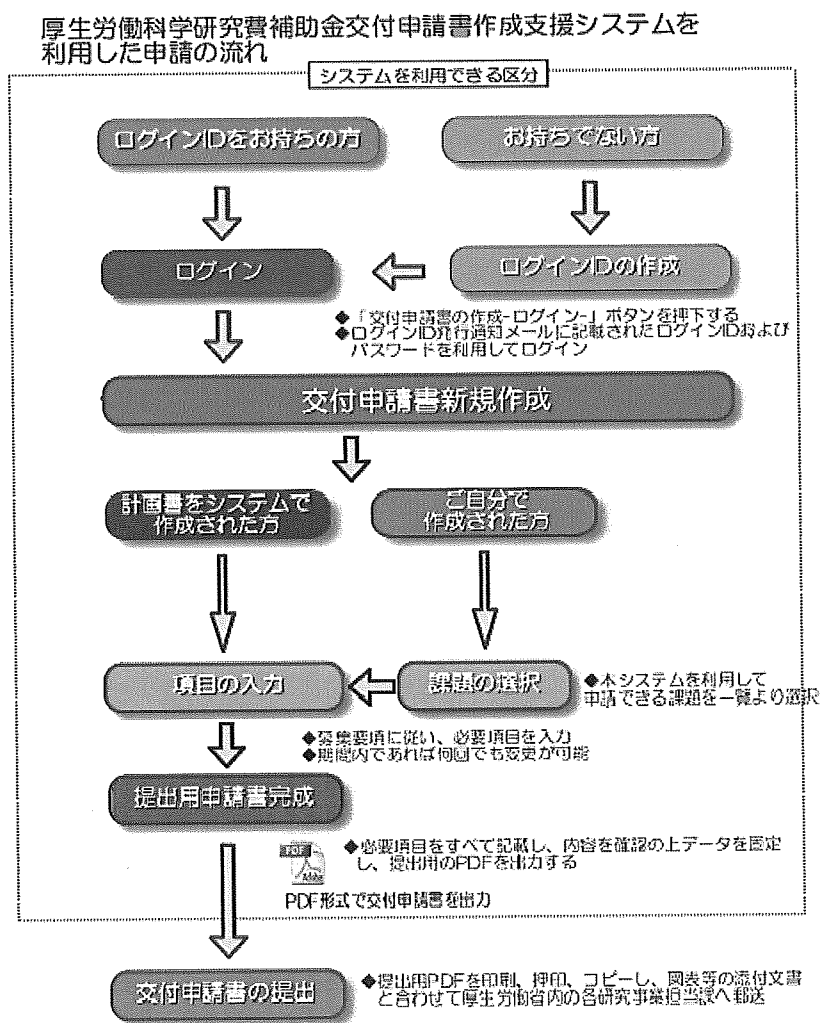 厚生労働科学研究費補助金交付申請書作成支援システムを
利用した申請の流れ
システムを利用できる区分
ログインIDをお持ちの方
お持ちでない方
ログイン
ログインIDの作成
◆「交付申請書の作成-ログイン-」ボタンを押下する
◆ログインID発行通知メールに記載されたログインIDおよび
パスワードを利用してログイン
交付申請書新規作成
計画書をシステムで
作成された方
ご自分で
作成された方
項目の入力
課題の選択
◆本システムを利用して
申請できる課題を一覧より選択
◆募集要項に従い、必要項目を入力
◆期間内であれば何回でも変更が可能
提出用申請書完成
◆必要項目をすべて記載し、内容を確認の上データを固定
し、提出用のPDFを出力する
PDF
Adobe
PDF形式で交付申請書を出力
交付申請書の提出
◆提出用PDFを印刷、押印、コピーし、図表等の添付文書
と合わせて厚生労働省内の各研究事業担当課へ郵送